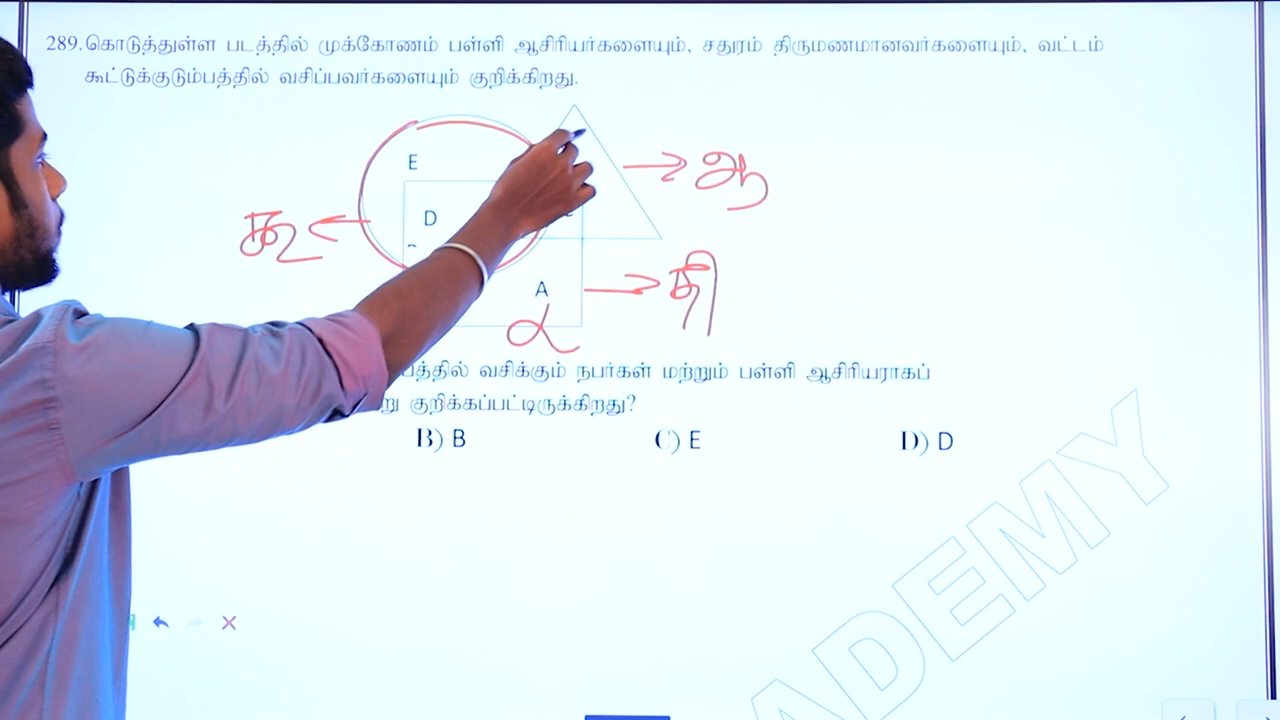 289. கொடுத்துள்ள படத்தில் முக்கோணம் பள்ளி ஆசிரியர்களையும், சதுரம் திருமணமானவர்களையும், வட்டம்
கூட்டுக்குடும்பத்தில் வசிப்பவர்களையும் குறிக்கிறது.
E
ஆ
D
கூ
A
தி
வசிக்கும் நபர்கள் மற்றும் பள்ளி ஆசிரியராகப்
குறிக்கப்பட்டிருக்கிறது?
B) B C) E D) D
ADEMY